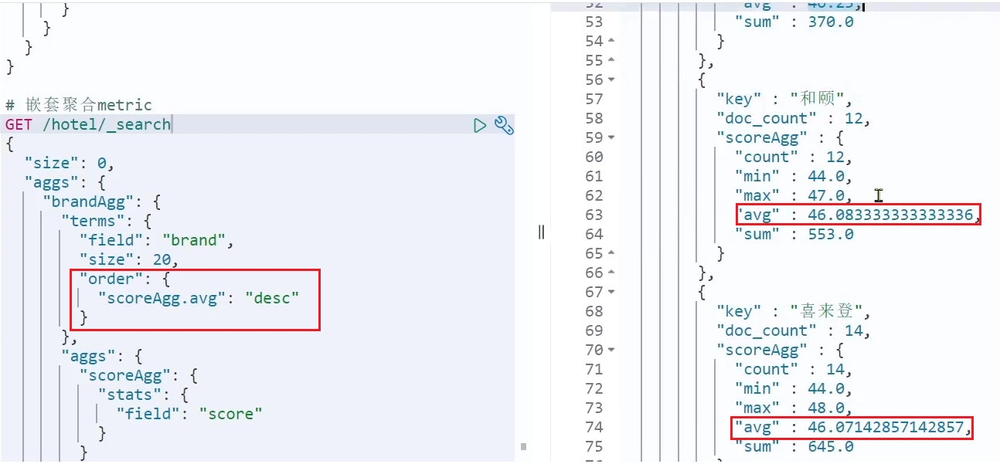 }
}
}
}
# 嵌套聚合metric
GET /hotel/_search
{
"size": 0,
"aggs": {
"brandAgg": {
"terms": {
"field": "brand",
"size": 20,
"order": {
"scoreAgg.avg": "desc"
}
},
"aggs": {
"scoreAgg": {
"stats": {
"field": "score"
}
}
52 "avg" : 46.25,
53 "sum" : 370.0
54 }
55 },
56 {
57 "key" : "和颐",
58 "doc_count" : 12,
59 "scoreAgg" : {
60 "count" : 12,
61 "min" : 44.0,
62 "max" : 47.0,
63 "avg" : 46.083333333333336,
64 "sum" : 553.0
65 }
66 },
67 {
68 "key" : "喜来登",
69 "doc_count" : 14,
70 "scoreAgg" : {
71 "count" : 14,
72 "min" : 44.0,
73 "max" : 48.0,
74 "avg" : 46.07142857142857,
75 "sum" : 645.0